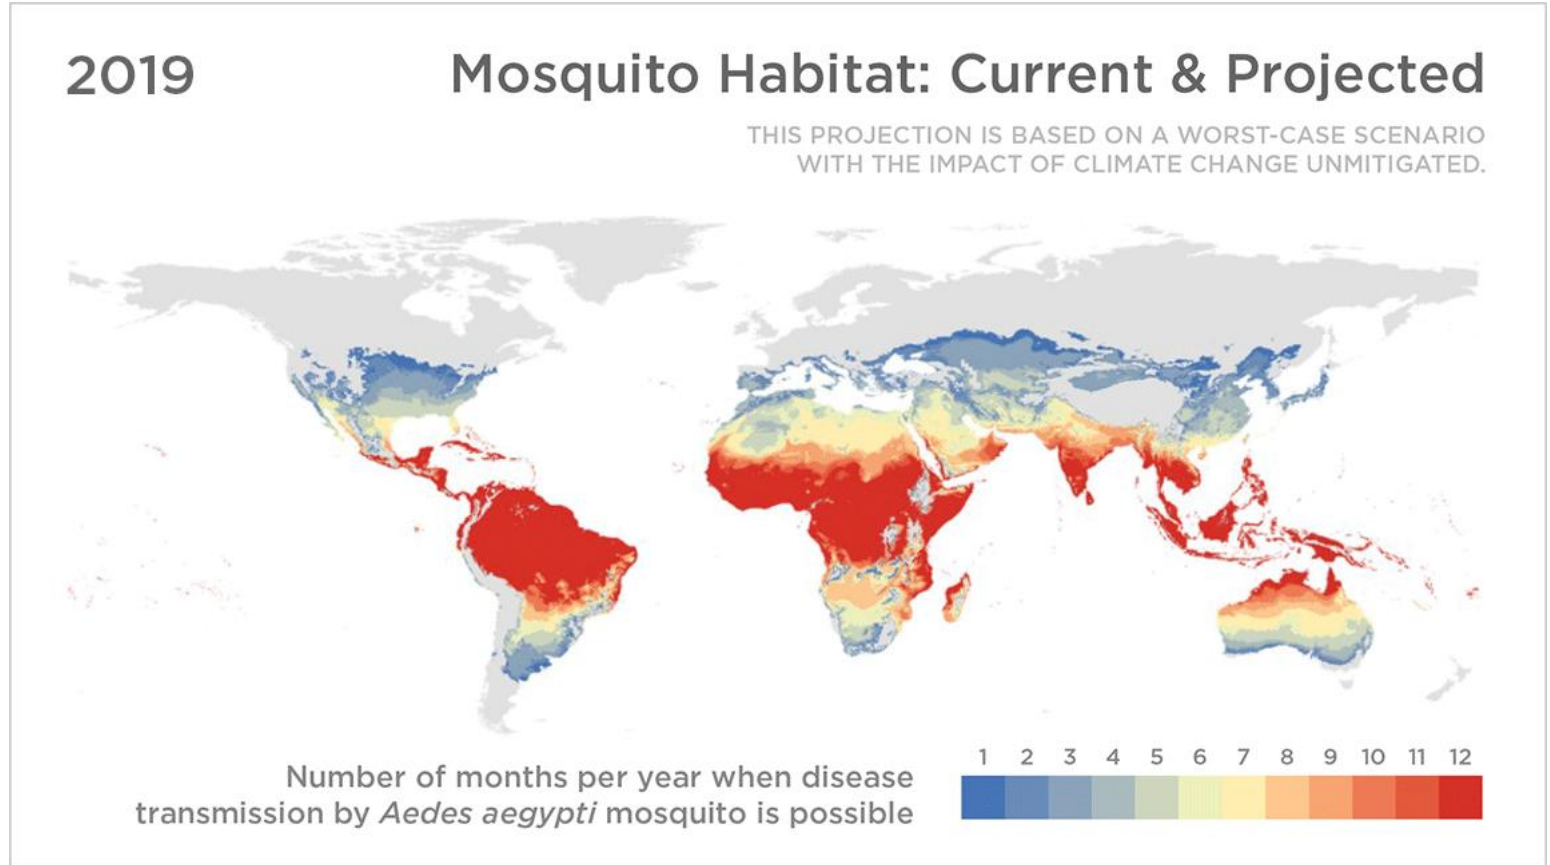 2019
Mosquito Habitat: Current & Projected
THIS PROJECTION IS BASED ON A WORST-CASE SCENARIO
WITH THE IMPACT OF CLIMATE CHANGE UNMITIGATED.
Number of months per year when disease
transmission by Aedes aegypti mosquito is possible
1 2 3 4 5 6 7 8 9 10 11 12